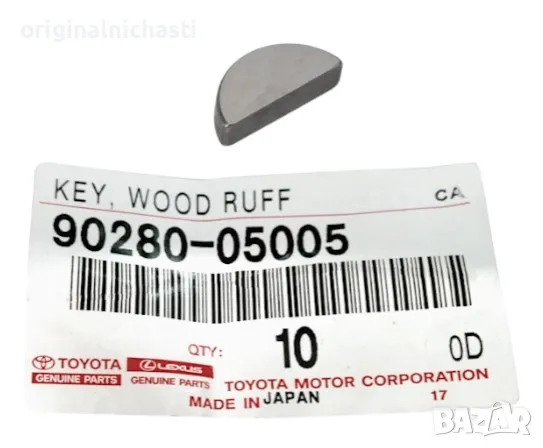 originalnichasti
KEY, WOOD RUFF CA
90280-05005
QTY: 10 0D
TOYOTA LEXUS
GENUINE PARTS GENUINE PARTS TOYOTA MOTOR CORPORATION
MADE IN JAPAN 17
BAZAR